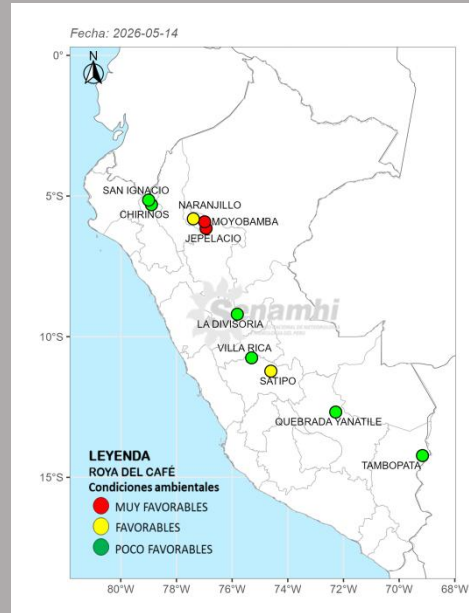 Fecha: 2026-05-14
N
0°
5°S
10°S
15°S
SAN IGNACIO
CHIRINOS
NARANJILLO
MOYOBAMBA
JEPELACIO
Senamhi
LA DIVISORIA
VILLA RICA
SATIPO
QUEBRADA YANATILE
TAMBOPATA
LEYENDA
ROYA DEL CAFÉ
Condiciones ambientales
MUY FAVORABLES
FAVORABLES
POCO FAVORABLES
80°W 78°W 76°W 74°W 72°W 70°W 68°W